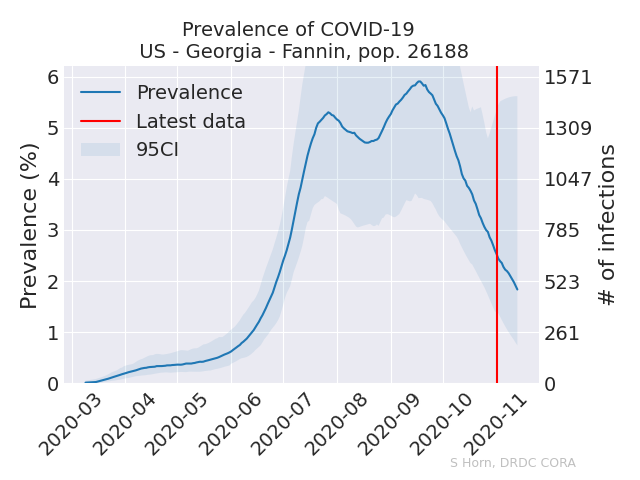 Prevalence of COVID-19
US - Georgia - Fannin, pop. 26188
Prevalence
Latest data
95CI
Prevalence (%)
6
5
4
3
2
1
0
1571
1309
1047
785
523
261
0
# of infections
2020-03
2020-04
2020-05
2020-06
2020-07
2020-08
2020-09
2020-10
2020-11
S Horn, DRDC CORA